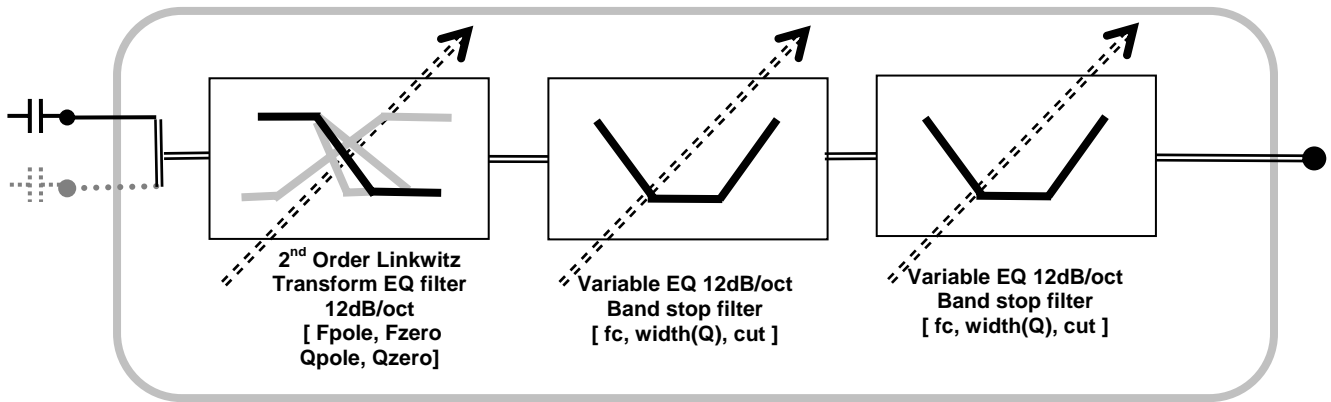 2nd Order Linkwitz
Transform EQ filter
12dB/oct
[ Fpole, Fzero
Qpole, Qzero]
Variable EQ 12dB/oct
Band stop filter
[ fc, width(Q), cut ]
Variable EQ 12dB/oct
Band stop filter
[ fc, width(Q), cut ]